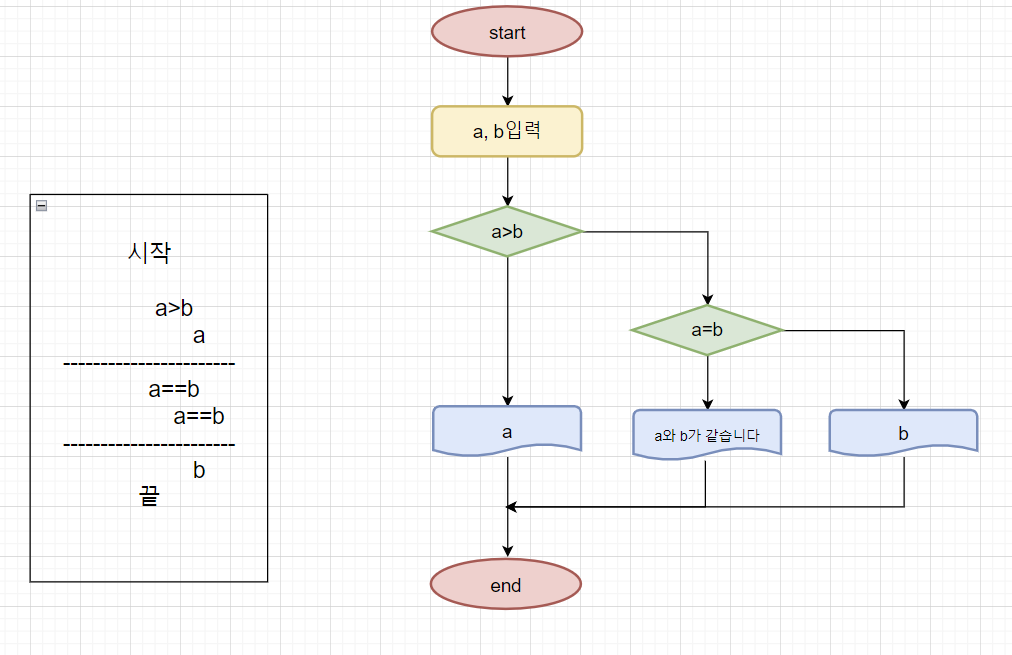 시작
a>b
a
-----------------------
a==b
a==b
-----------------------
b
끝
start
a, b입력
a>b
a=b
a
a와 b가 같습니다
b
end